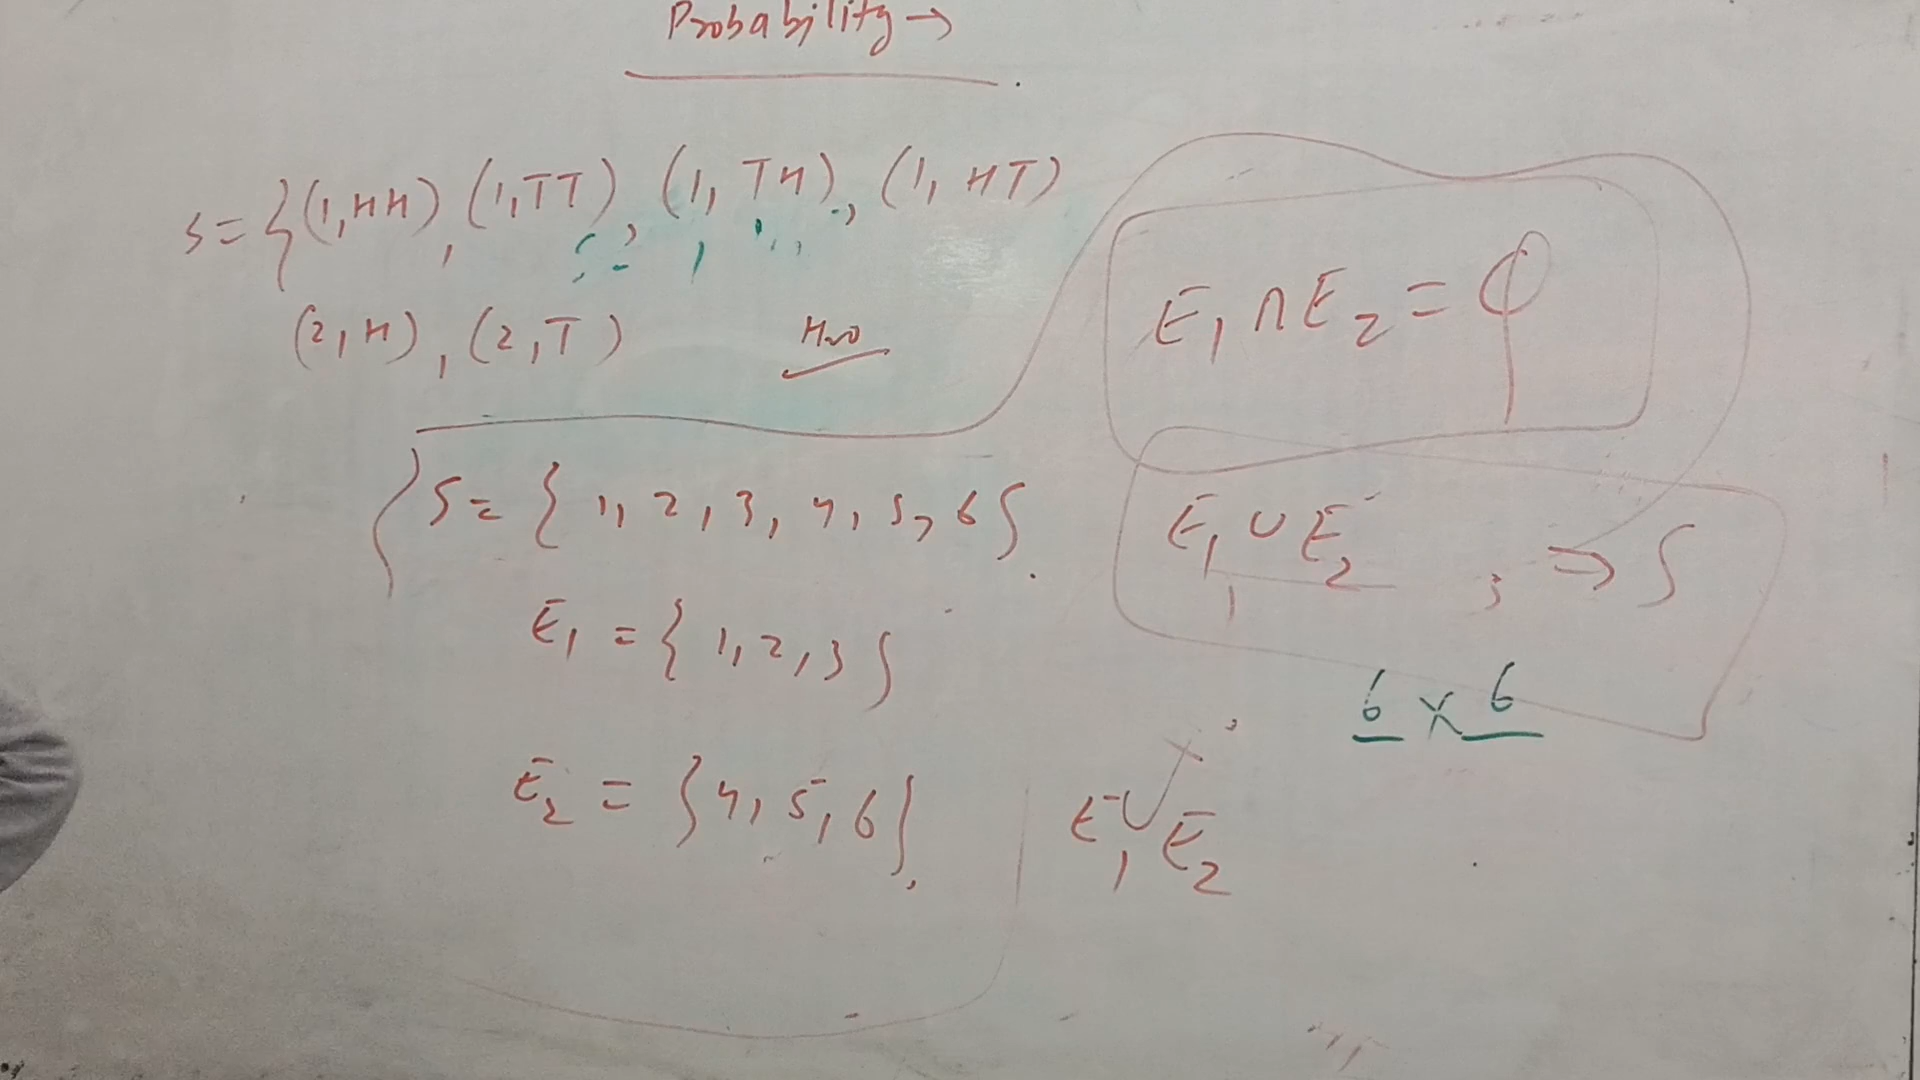 Probability →
S = {(1,HH), (1,TT), (1, TH), (1, HT)
(2,H), (2,T)
H₂O
S = { 1, 2, 3, 4, 5, 6}
E₁ = { 1, 2, 3 }
E₂ = {4, 5, 6}
E₁ ∩ E₂ = φ
E₁ ∪ E₂ ; ⇒ S
6 × 6
E₁ ∪ E₂